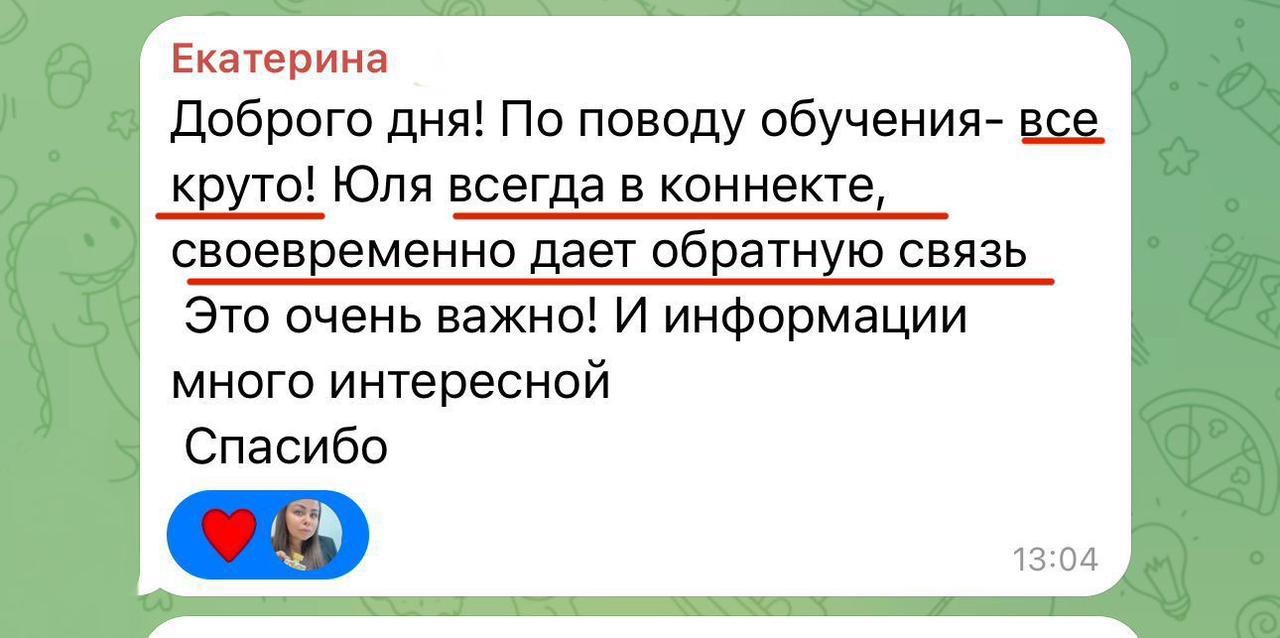 Екатерина
Доброго дня! По поводу обучения- все
круто! Юля всегда в коннекте,
своевременно дает обратную связь
Это очень важно! И информации
много интересной
Спасибо
13:04